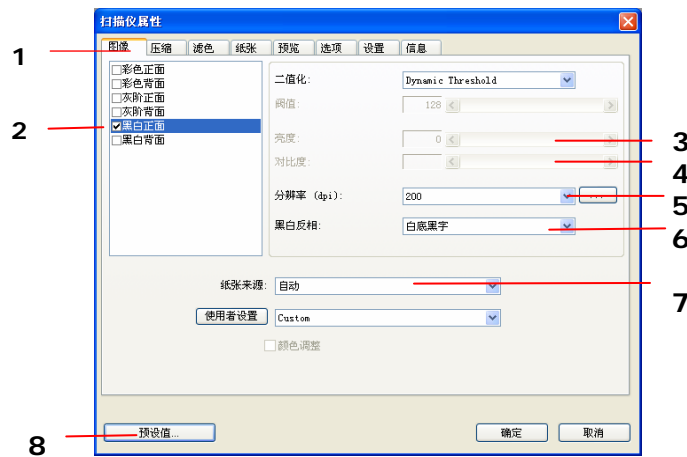 扫描仪属性
图像 压缩 滤色 纸张 预览 选项 设置 信息
彩色正面
彩色背面
灰阶正面
灰阶背面
黑白正面
黑白背面
二值化: Dynamic Threshold
阈值: 128
亮度: 0
对比度:
分辨率 (dpi): 200
黑白反相: 白底黑字
纸张来源: 自动
使用者设置 Custom
颜色调整
预设值... 确定 取消
1
2
3
4
5
6
7
8